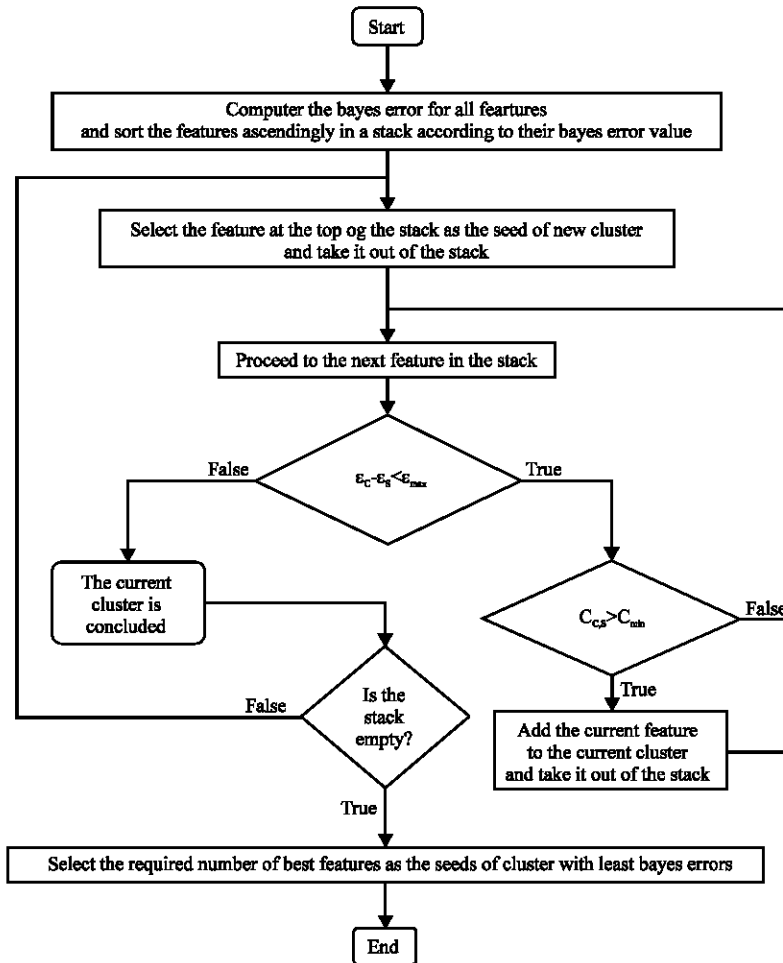 Start
Computer the bayes error for all feartures
and sort the features ascendingly in a stack according to their bayes error value
Select the feature at the top og the stack as the seed of new cluster
and take it out of the stack
Proceed to the next feature in the stack
False
ε_C-ε_S<ε_max
True
The current
cluster is
concluded
C_C,S>C_min
False
True
False
Is the
stack
empty?
Add the current feature
to the current cluster
and take it out of the stack
True
Select the required number of best features as the seeds of cluster with least bayes errors
End